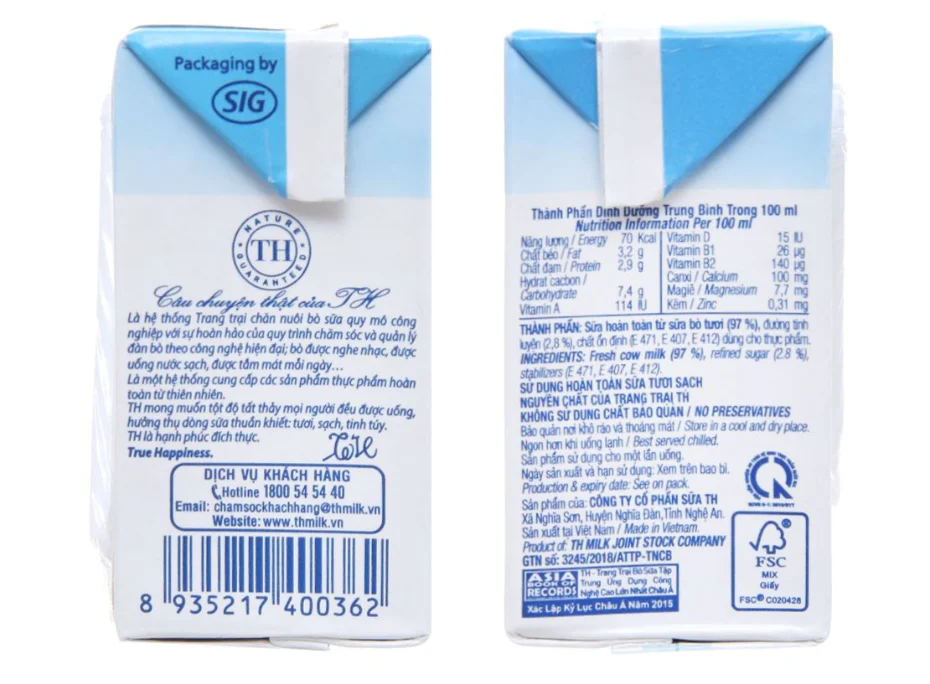 Packaging by
SIG
NATURE
TH
GUARANTEED
Câu chuyện thật của TH
Là hệ thống Trang trại chăn nuôi bò sữa quy mô công
nghiệp với sự hoàn hảo của quy trình chăm sóc và quản lý
đàn bò theo công nghệ hiện đại; bò được nghe nhạc, được
uống nước sạch, được tắm mát mỗi ngày...
Là một hệ thống cung cấp các sản phẩm thực phẩm hoàn
toàn từ thiên nhiên.
TH mong muốn tột độ tất thảy mọi người đều được uống,
hưởng thụ dòng sữa thuần khiết: tươi, sạch, tinh túy.
TH là hạnh phúc đích thực.
True Happiness.
DỊCH VỤ KHÁCH HÀNG
Hotline 1800 54 54 40
Email: chamsockhachhang@thmilk.vn
Website: www.thmilk.vn
8 935217 400362
Thành Phần Dinh Dưỡng Trung Bình Trong 100 ml
Nutrition Information Per 100 ml
Năng lượng / Energy 70 Kcal
Chất béo / Fat 3,2 g
Chất đạm / Protein 2,9 g
Hydrat cacbon /
Carbohydrate 7,4 g
Vitamin A 114 IU
Vitamin D 15 IU
Vitamin B1 26 µg
Vitamin B2 140 µg
Canxi / Calcium 100 mg
Magiê / Magnesium 7,7 mg
Kẽm / Zinc 0,31 mg
THÀNH PHẦN: Sữa hoàn toàn từ sữa bò tươi (97 %), đường tinh
luyện (2,8 %), chất ổn định (E 471, E 407, E 412) dùng cho thực phẩm.
INGREDIENTS: Fresh cow milk (97 %), refined sugar (2.8 %),
stabilizers (E 471, E 407, E 412).
SỬ DỤNG HOÀN TOÀN SỮA TƯƠI SẠCH
NGUYÊN CHẤT CỦA TRANG TRẠI TH
KHÔNG SỬ DỤNG CHẤT BẢO QUẢN / NO PRESERVATIVES
Bảo quản nơi khô ráo và thoáng mát / Store in a cool and dry place.
Ngon hơn khi uống lạnh / Best served chilled.
Sản phẩm sử dụng cho một lần uống.
Ngày sản xuất và hạn sử dụng: Xem trên bao bì.
Production & expiry date: See on pack.
Sản phẩm của: CÔNG TY CỔ PHẦN SỮA TH
Xã Nghĩa Sơn, Huyện Nghĩa Đàn,Tỉnh Nghệ An.
Sản xuất tại Việt Nam / Made in Vietnam.
Product of: TH MILK JOINT STOCK COMPANY
GTN số: 3245/2018/ATTP-TNCB
ASIA
BOOK OF
RECORDS
TH - Trang Trại Bò Sữa Tập
Trung Ứng Dụng Công
Nghệ Cao Lớn Nhất Châu Á
Xác Lập Kỷ Lục Châu Á Năm 2015
FSC
MIX
Giấy
FSC® C020428